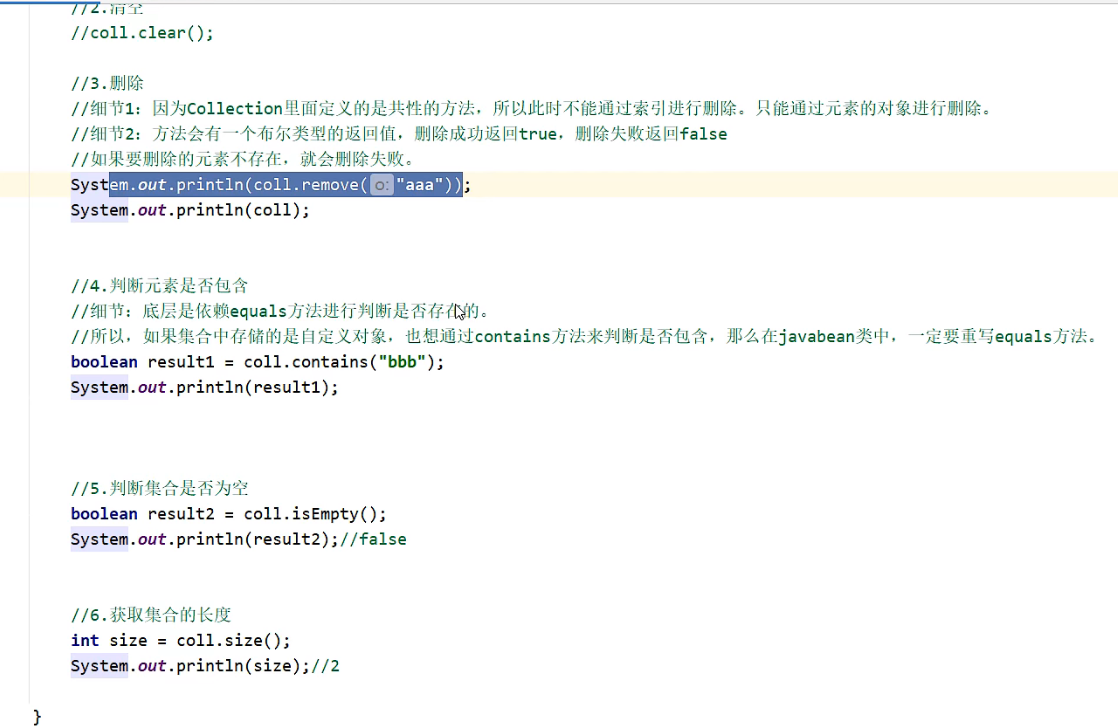 //2.清空
//coll.clear();
//3.删除
//细节1：因为Collection里面定义的是共性的方法，所以此时不能通过索引进行删除。只能通过元素的对象进行删除。
//细节2：方法会有一个布尔类型的返回值，删除成功返回true，删除失败返回false
//如果要删除的元素不存在，就会删除失败。
System.out.println(coll.remove( o: "aaa"));
System.out.println(coll);
//4.判断元素是否包含
//细节：底层是依赖equals方法进行判断是否存在的。
//所以，如果集合中存储的是自定义对象，也想通过contains方法来判断是否包含，那么在javabean类中，一定要重写equals方法。
boolean result1 = coll.contains("bbb");
System.out.println(result1);
//5.判断集合是否为空
boolean result2 = coll.isEmpty();
System.out.println(result2);//false
//6.获取集合的长度
int size = coll.size();
System.out.println(size);//2
}